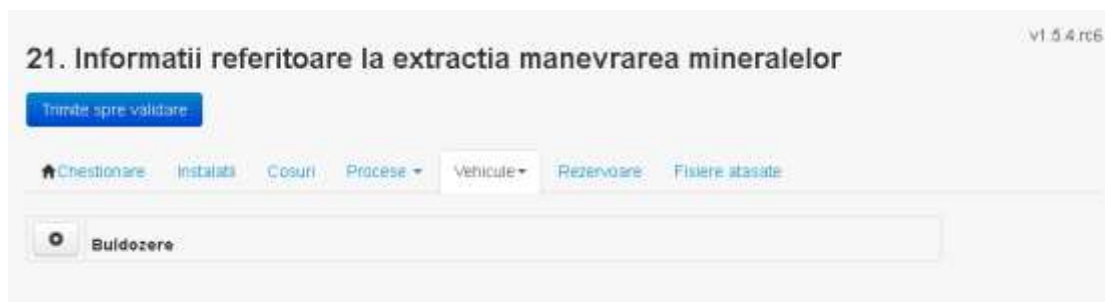 v1.5.4.rc6
21. Informatii referitoare la extractia manevrarea mineralelor
Trimite spre validare
Chestionare Instalatii Cosuri Procese Vehicule Rezervoare Fisiere atasate
Buldozere